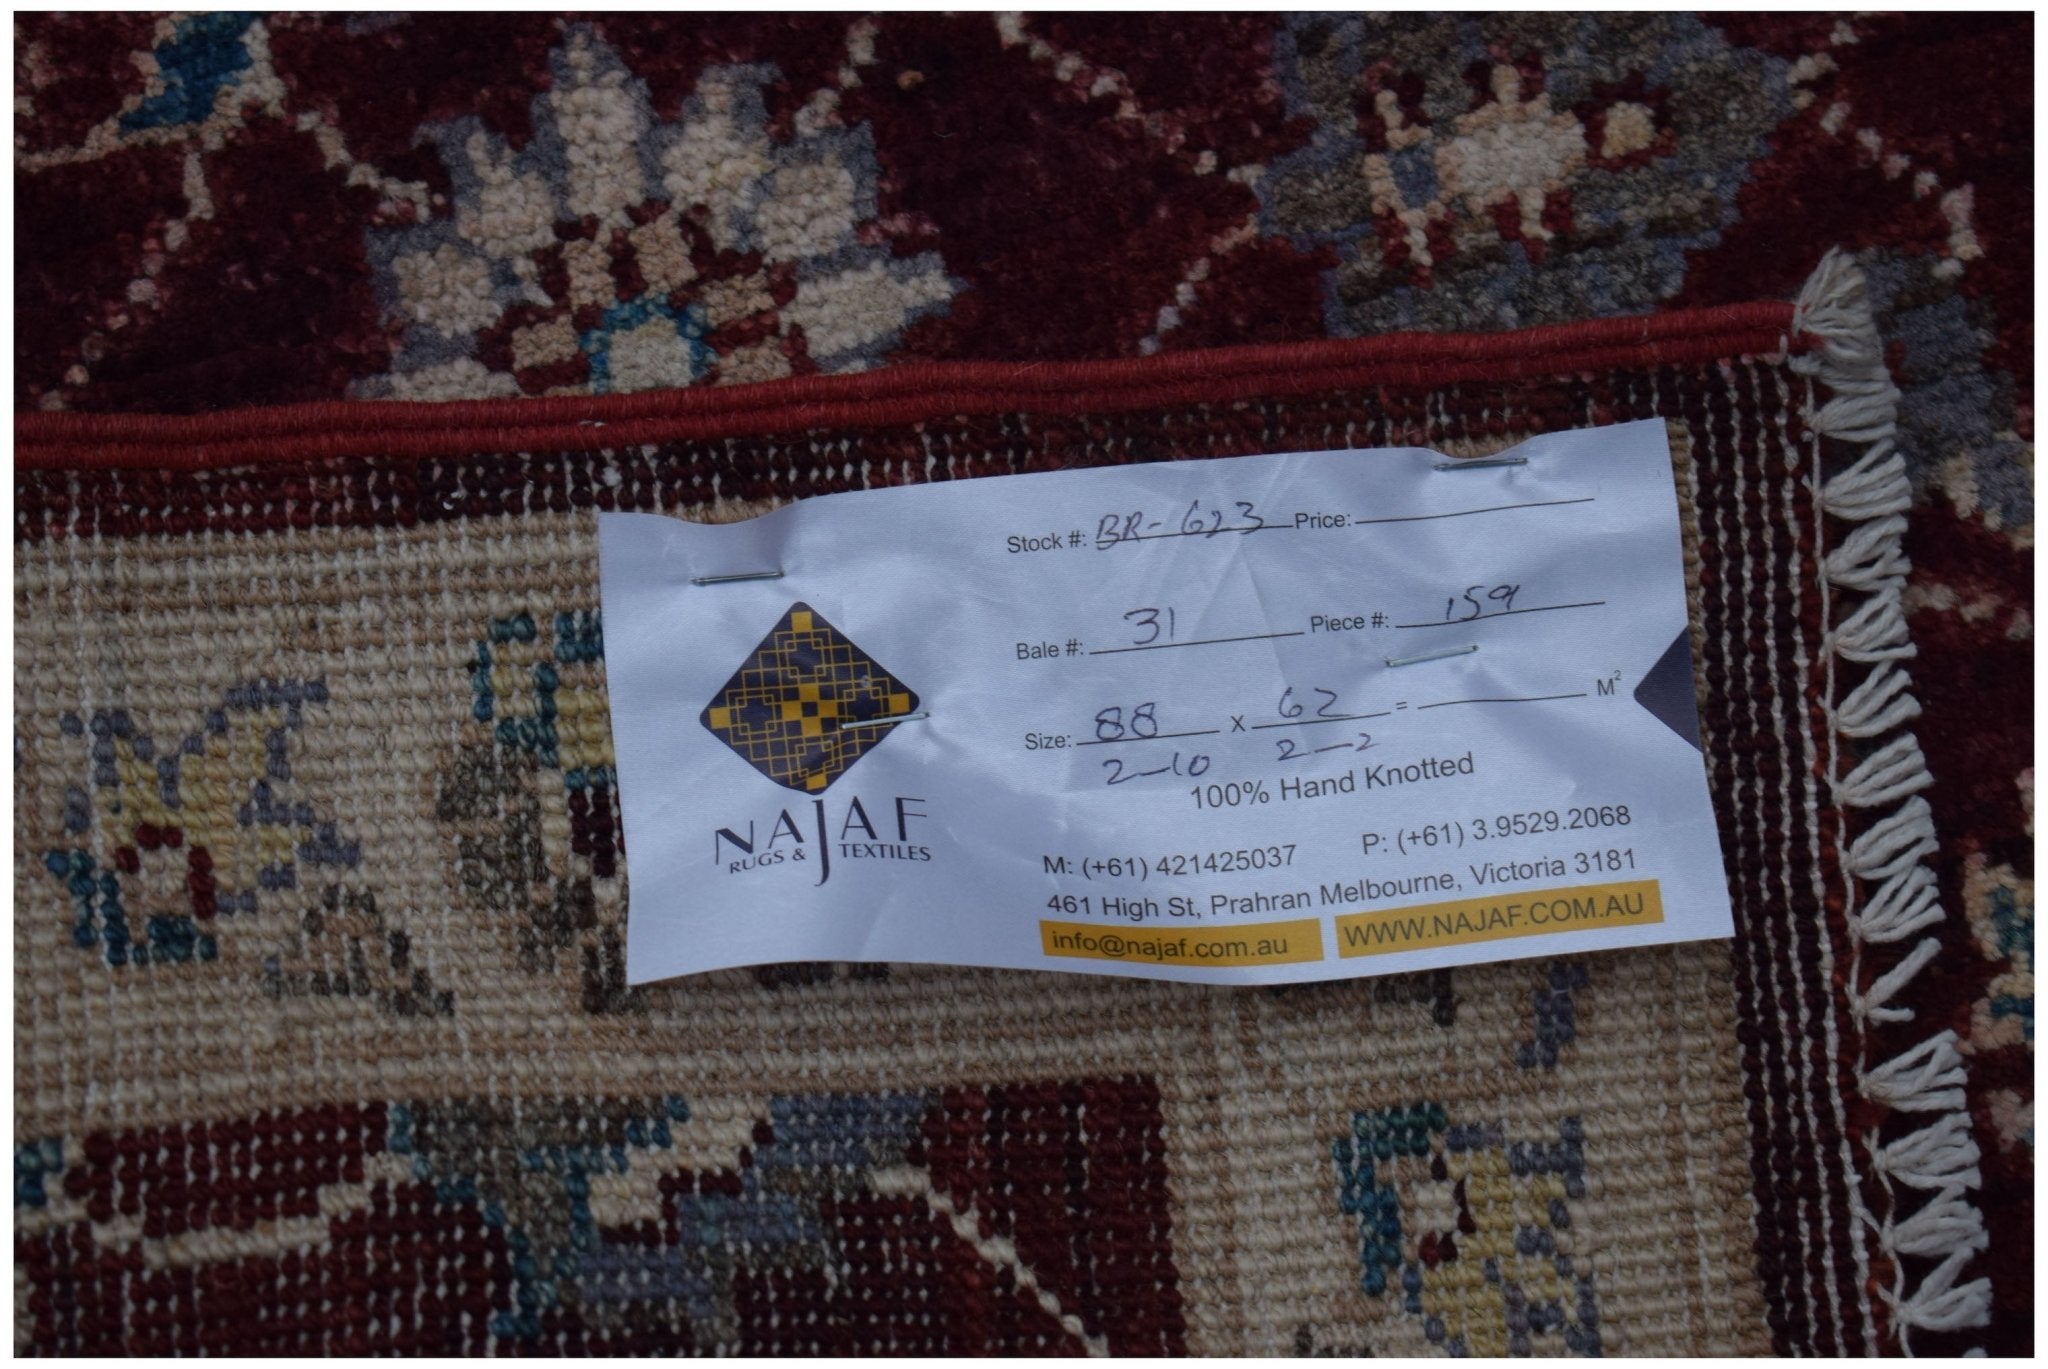 Stock #: BR-623 Price:
Bale #: 31 Piece #: 159
Size: 88 x 62 = M²
2-10 2-2
100% Hand Knotted
NAJAF
RUGS & TEXTILES
M: (+61) 421425037 P: (+61) 3.9529.2068
461 High St, Prahran Melbourne, Victoria 3181
info@najaf.com.au WWW.NAJAF.COM.AU